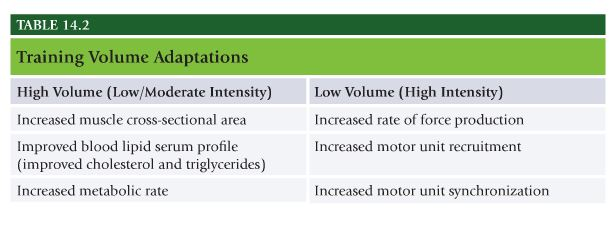 TABLE 14.2
Training Volume Adaptations
High Volume (Low/Moderate Intensity)
Low Volume (High Intensity)
Increased muscle cross-sectional area
Increased rate of force production
Improved blood lipid serum profile
(improved cholesterol and triglycerides)
Increased motor unit recruitment
Increased metabolic rate
Increased motor unit synchronization